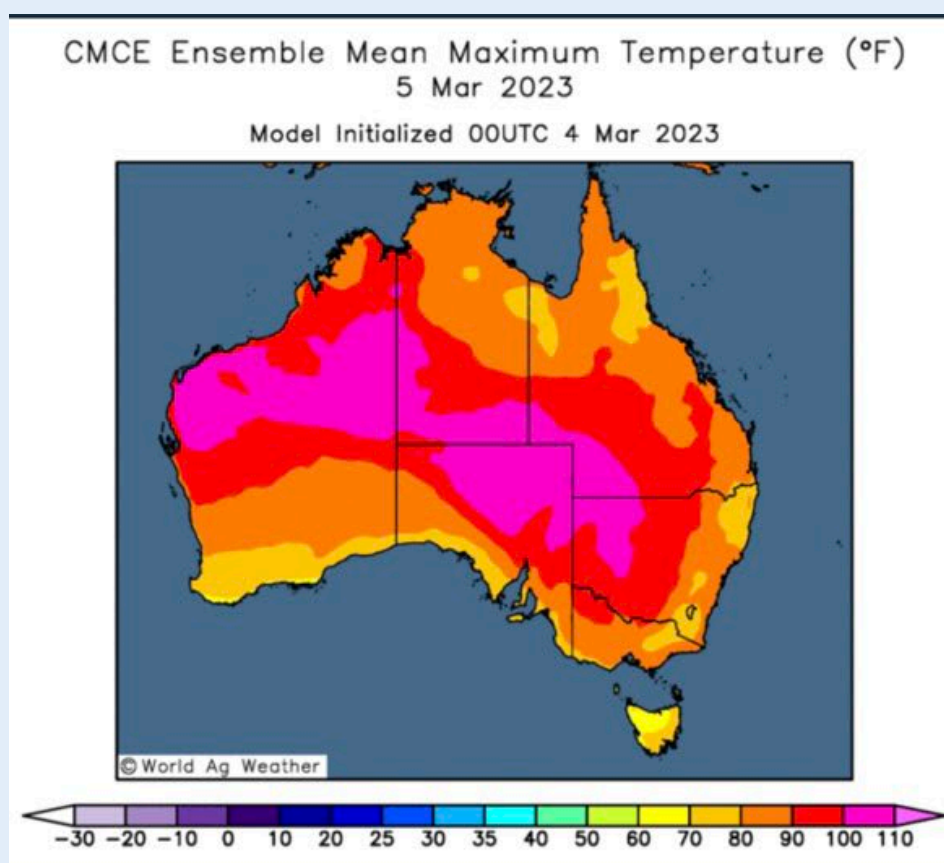 CMCE Ensemble Mean Maximum Temperature (°F)
5 Mar 2023
Model Initialized 00UTC 4 Mar 2023
© World Ag Weather
-30 -20 -10 0 10 20 25 30 35 40 50 60 70 80 90 100 110